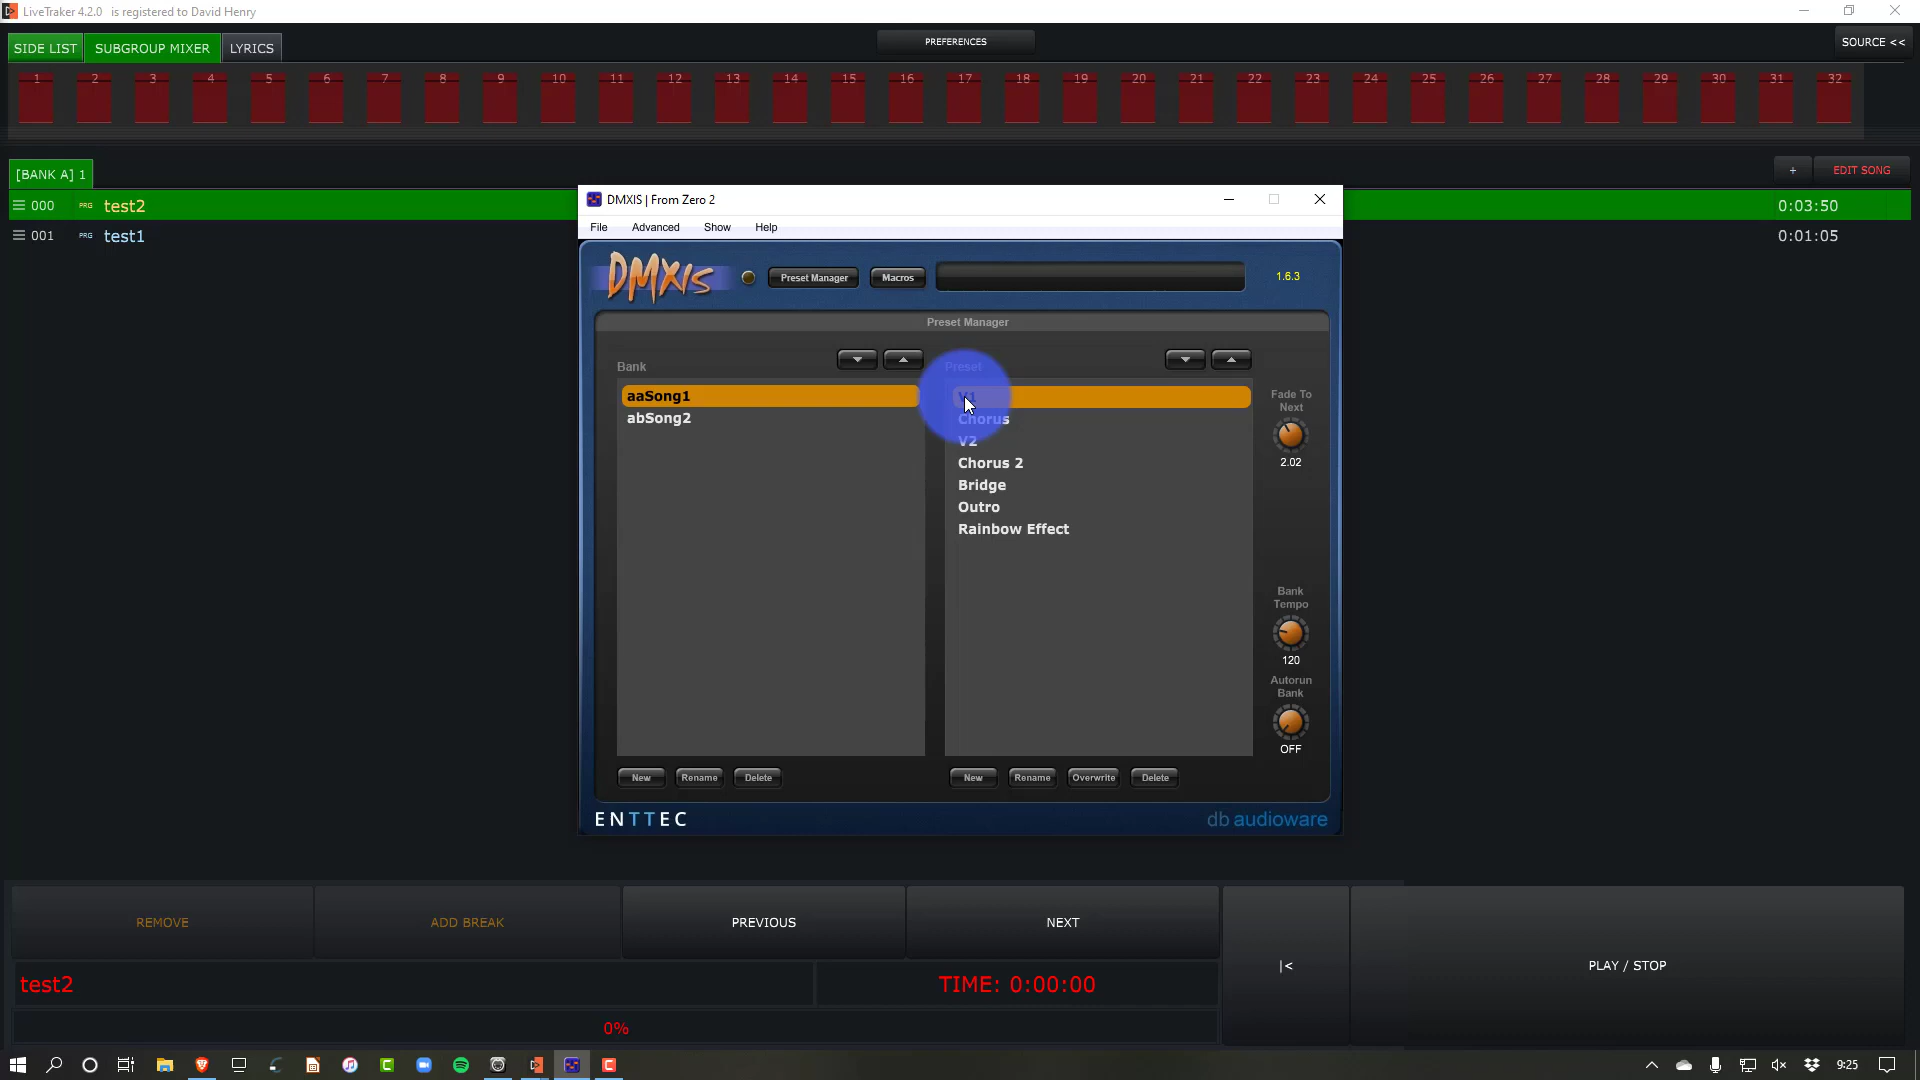 LiveTraker 4.2.0 is registered to David Henry
SIDE LIST SUBGROUP MIXER LYRICS PREFERENCES SOURCE <<
1 2 3 4 5 6 7 8 9 10 11 12 13 14 15 16 17 18 19 20 21 22 23 24 25 26 27 28 29 30 31 32
[BANK A] 1 + EDIT SONG
000 PRG test2 0:03:50
001 PRG test1 0:01:05
DMXIS | From Zero 2
File Advanced Show Help
DMXIS Preset Manager Macros 1.6.3
Preset Manager
Bank Preset
aaSong1
abSong2
V1
Chorus
V2
Chorus 2
Bridge
Outro
Rainbow Effect
Fade To
Next
2.02
Bank
Tempo
120
Autorun
Bank
OFF
New Rename Delete New Rename Overwrite Delete
ENTTEC db audioware
REMOVE ADD BREAK PREVIOUS NEXT |< PLAY / STOP
test2 TIME: 0:00:00
0%
9:25